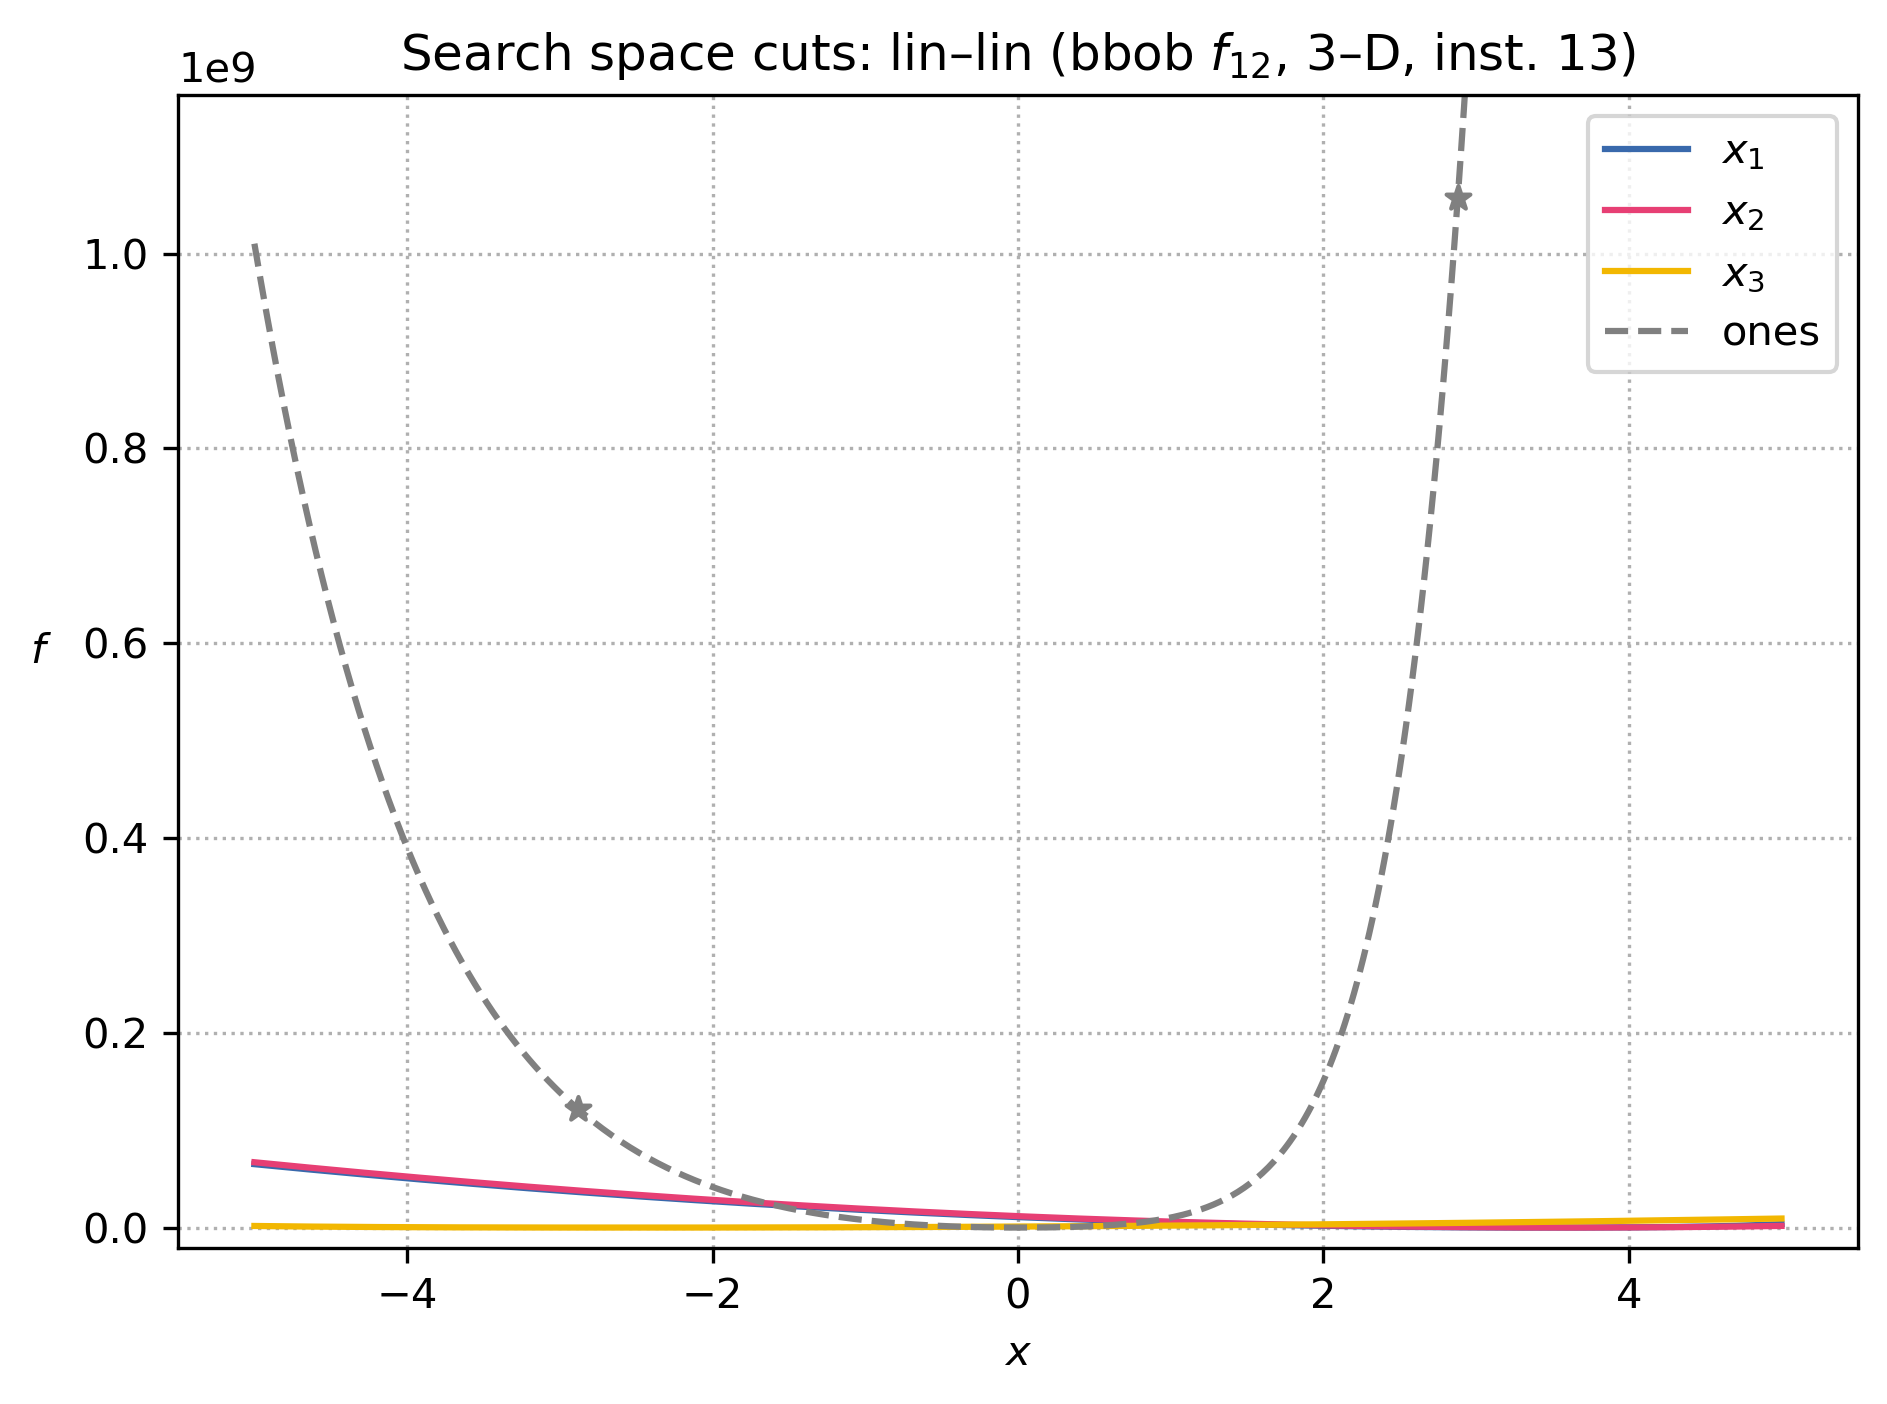 Search space cuts: lin–lin (bbob f₁₂, 3–D, inst. 13)
1e9
1.0
0.8
0.6
0.4
0.2
0.0
f
−4 −2 0 2 4
x
x₁
x₂
x₃
ones